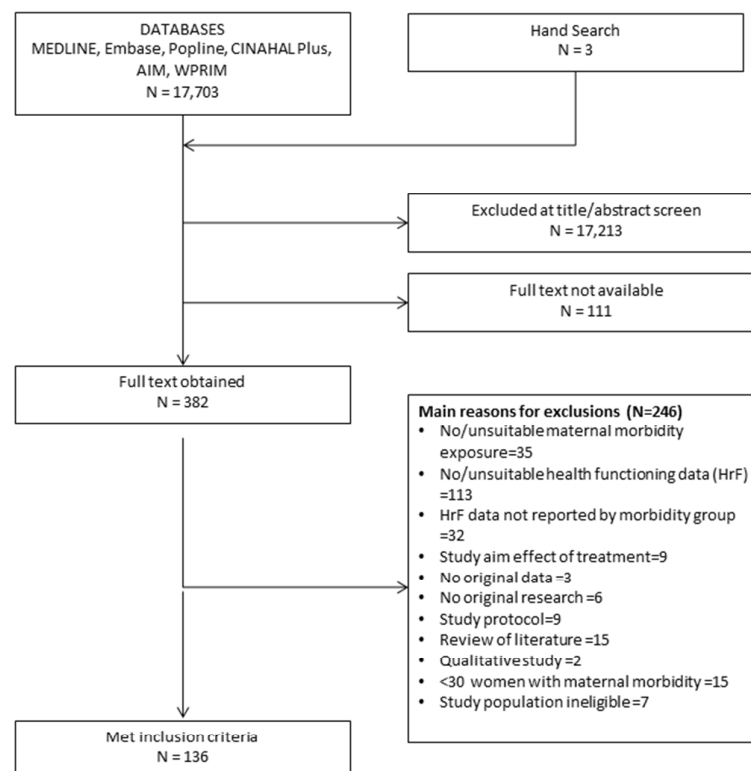 DATABASES
MEDLINE, Embase, Popline, CINAHAL Plus,
AIM, WPRIM
N = 17,703
Hand Search
N = 3
Excluded at title/abstract screen
N = 17,213
Full text not available
N = 111
Full text obtained
N = 382
Main reasons for exclusions (N=246)
• No/unsuitable maternal morbidity
exposure=35
• No/unsuitable health functioning data (HrF)
=113
• HrF data not reported by morbidity group
=32
• Study aim effect of treatment=9
• No original data =3
• No original research =6
• Study protocol=9
• Review of literature =15
• Qualitative study =2
• <30 women with maternal morbidity =15
• Study population ineligible =7
Met inclusion criteria
N = 136